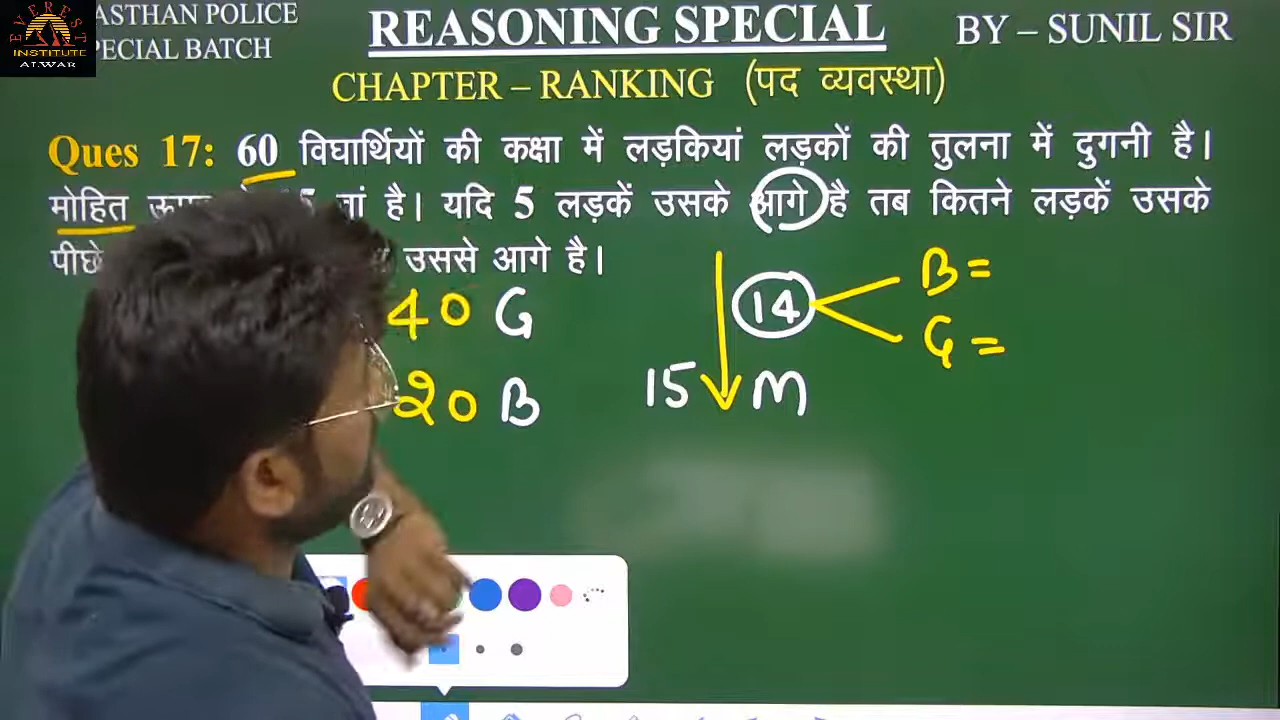 EVEREST
INSTITUTE
ALWAR
ASTHAN POLICE
PECIAL BATCH
REASONING SPECIAL
BY – SUNIL SIR
CHAPTER – RANKING (पद व्यवस्था)
Ques 17: 60 विघार्थियों की कक्षा में लड़कियां लड़कों की तुलना में दुगनी है।
मोहित 5 वां है। यदि 5 लड़कें उसके आगे है तब कितने लड़कें उसके
पीछे उससे आगे है।
40 G
20 B
14
B =
G =
15 M